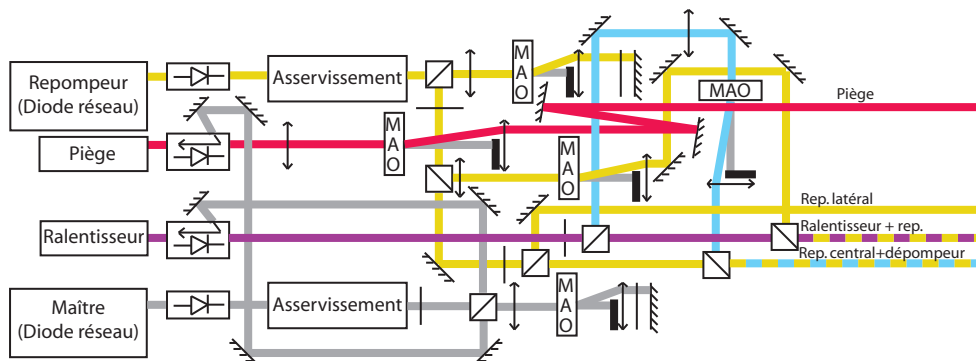 Repompeur
(Diode réseau)
Asservissement
M
A
O
MAO
Piège
Piège
M
A
O
M
A
O
Rep. latéral
Ralentisseur
Ralentisseur + rep.
Rep. central+dépompeur
Maître
(Diode réseau)
Asservissement
M
A
O